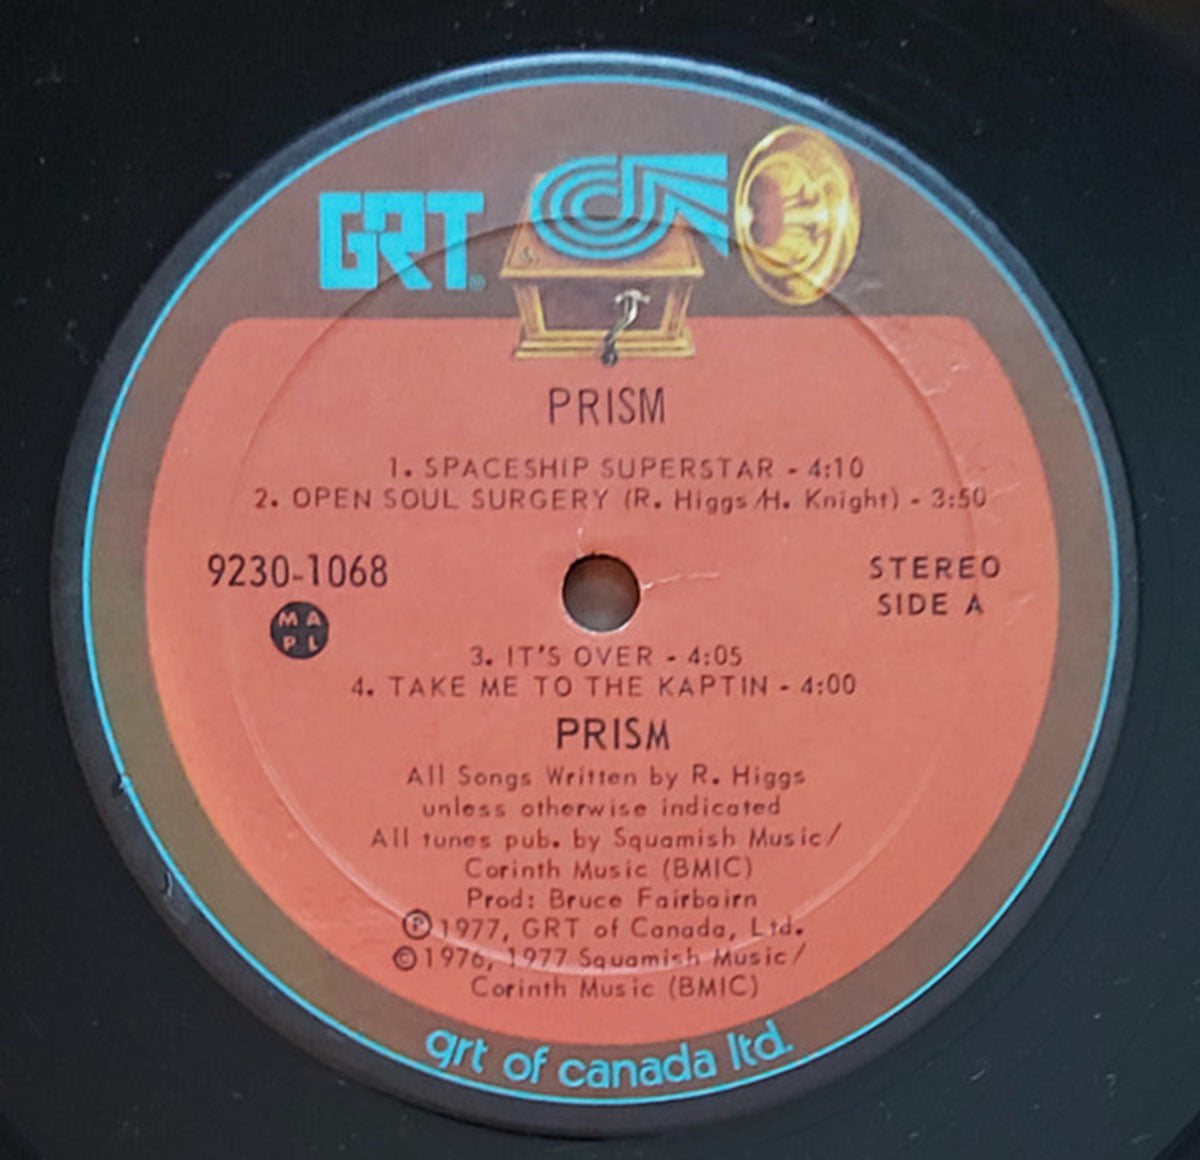 GRT®
PRISM
1. SPACESHIP SUPERSTAR - 4:10
2. OPEN SOUL SURGERY (R. Higgs/H. Knight) - 3:50
9230-1068
MA
PL
STEREO
SIDE A
3. IT'S OVER - 4:05
4. TAKE ME TO THE KAPTIN - 4:00
PRISM
All Songs Written by R. Higgs
unless otherwise indicated
All tunes pub. by Squamish Music/
Corinth Music (BMIC)
Prod: Bruce Fairbairn
℗1977, GRT of Canada, Ltd.
©1976, 1977 Squamish Music/
Corinth Music (BMIC)
grt of canada ltd.